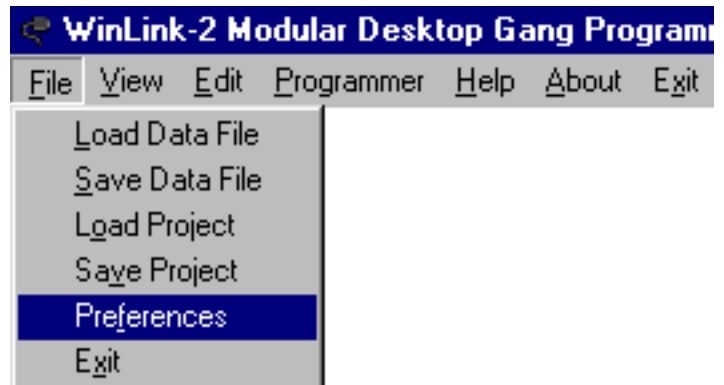 WinLink-2 Modular Desktop Gang
File View Edit Programmer Help About Exit
Load Data File
Save Data File
Load Project
Save Project
Preferences
Exit